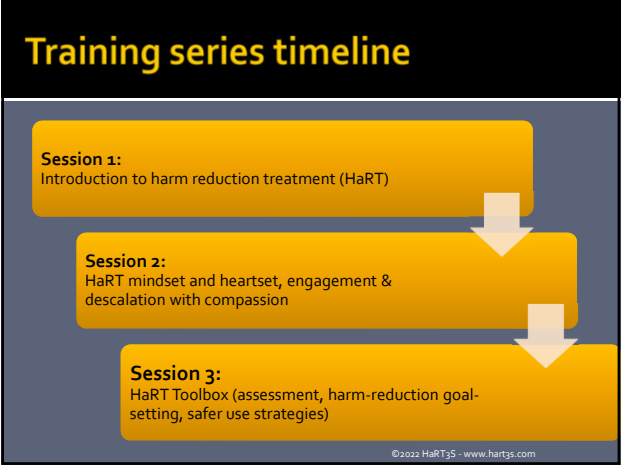 Training series timeline
Session 1:
Introduction to harm reduction treatment (HaRT)
Session 2:
HaRT mindset and heartset, engagement &
descalation with compassion
Session 3:
HaRT Toolbox (assessment, harm-reduction goal-
setting, safer use strategies)
©2022 HaRT3S - www.hart3s.com